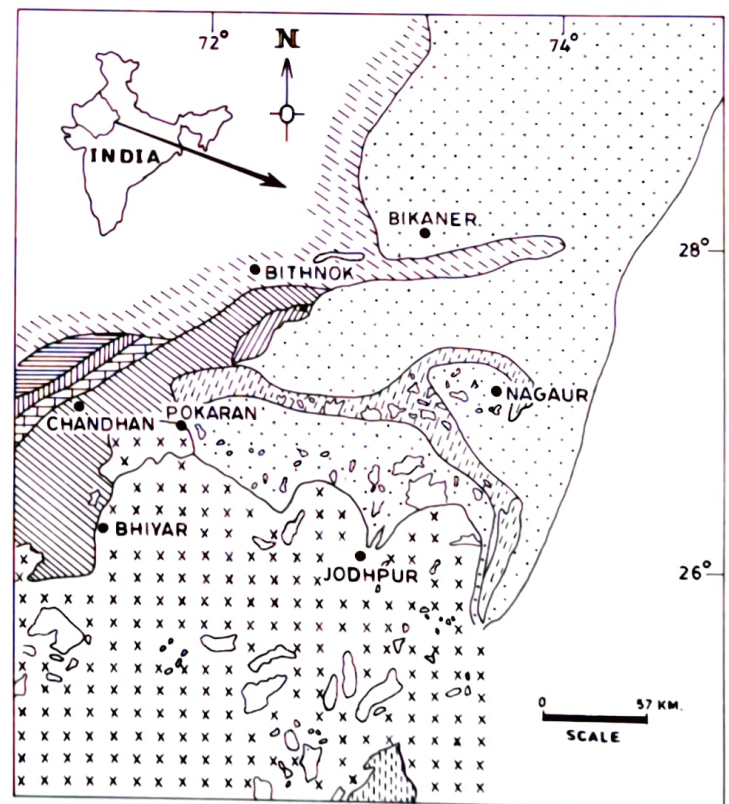 72°
N
74°
INDIA
BIKANER
28°
BITHNOK
NAGAUR
CHANDHAN
POKARAN
BHIYAR
JODHPUR
26°
0 57 KM.
SCALE